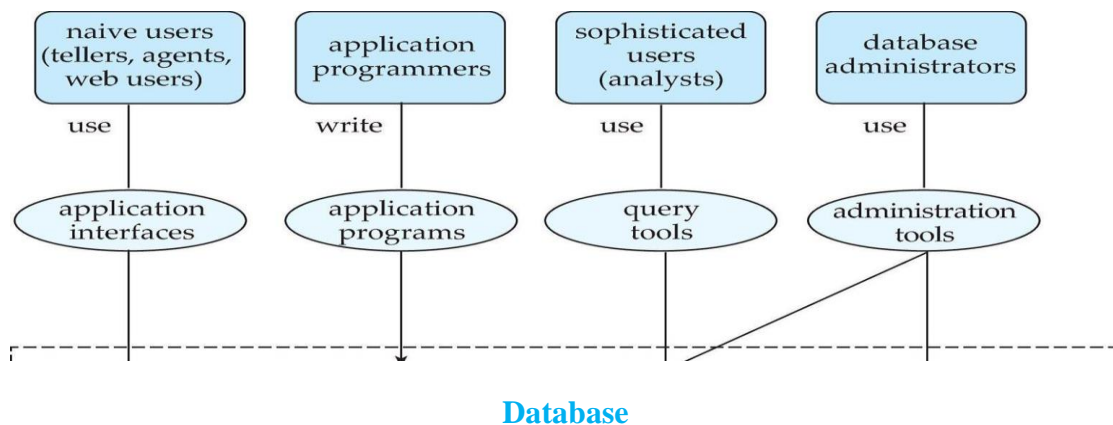 naive users
(tellers, agents,
web users)
application
programmers
sophisticated
users
(analysts)
database
administrators
use
write
use
use
application
interfaces
application
programs
query
tools
administration
tools
Database